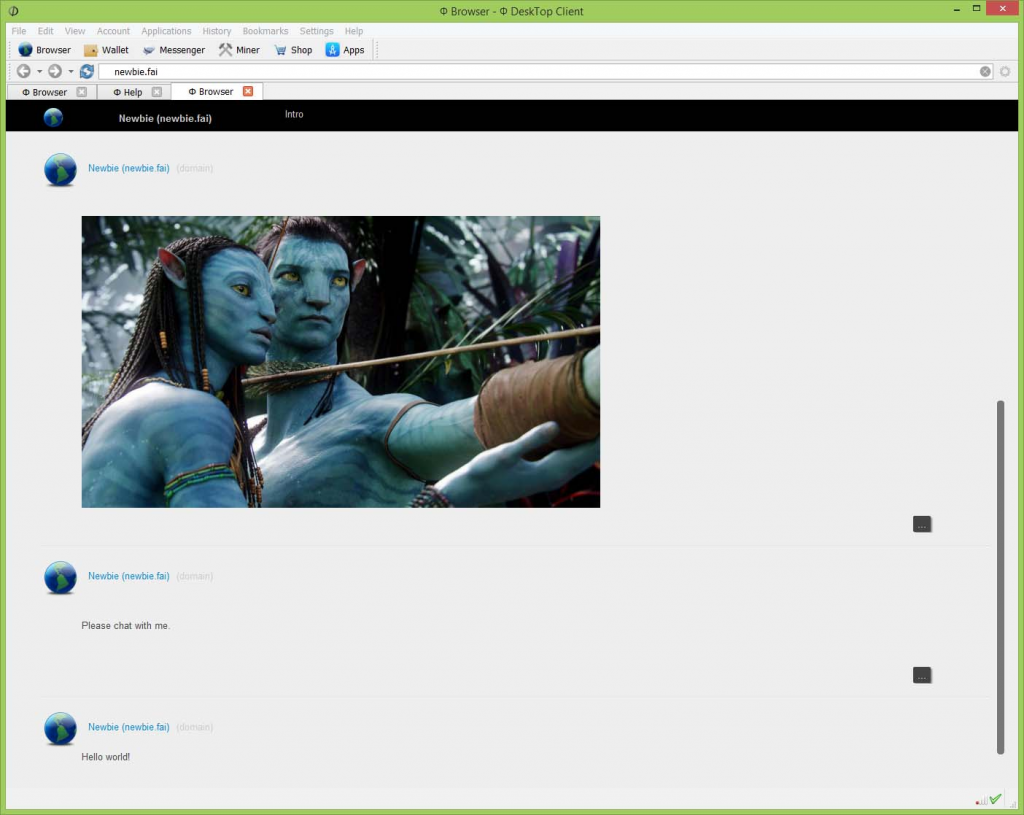 Φ Browser - Φ DeskTop Client
File Edit View Account Applications History Bookmarks Settings Help
Browser Wallet Messenger Miner Shop Apps
newbie.fai
Φ Browser Φ Help Φ Browser
Newbie (newbie.fai) Intro
Newbie (newbie.fai) (domain)
...
Newbie (newbie.fai) (domain)
Please chat with me.
...
Newbie (newbie.fai) (domain)
Hello world!